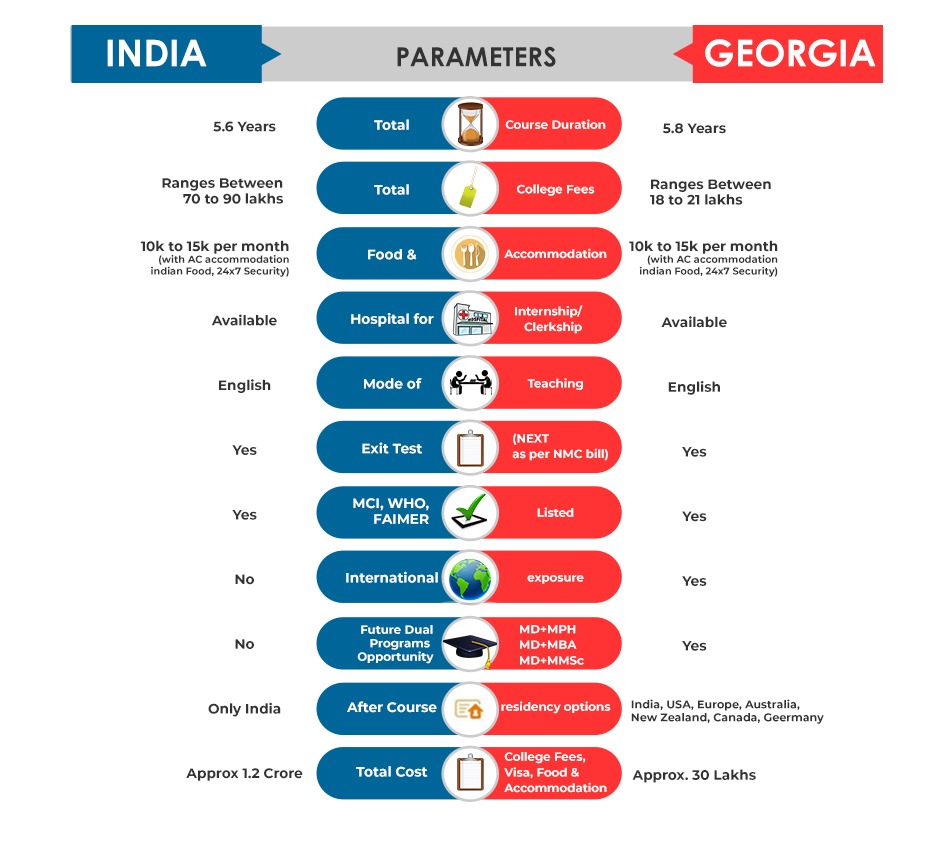 INDIA
PARAMETERS
GEORGIA
5.6 Years
Total
Course Duration
5.8 Years
Ranges Between
70 to 90 lakhs
Total
College Fees
Ranges Between
18 to 21 lakhs
10k to 15k per month
(with AC accommodation
indian Food, 24x7 Security)
Food &
Accommodation
10k to 15k per month
(with AC accommodation
indian Food, 24x7 Security)
Available
Hospital for
HOSPITAL
Internship/
Clerkship
Available
English
Mode of
Teaching
English
Yes
Exit Test
(NEXT
as per NMC bill)
Yes
Yes
MCI, WHO,
FAIMER
Listed
Yes
No
International
exposure
Yes
No
Future Dual
Programs
Opportunity
MD+MPH
MD+MBA
MD+MMSc
Yes
Only India
After Course
residency options
India, USA, Europe, Australia,
New Zealand, Canada, Geermany
Approx 1.2 Crore
Total Cost
College Fees,
Visa, Food &
Accommodation
Approx. 30 Lakhs